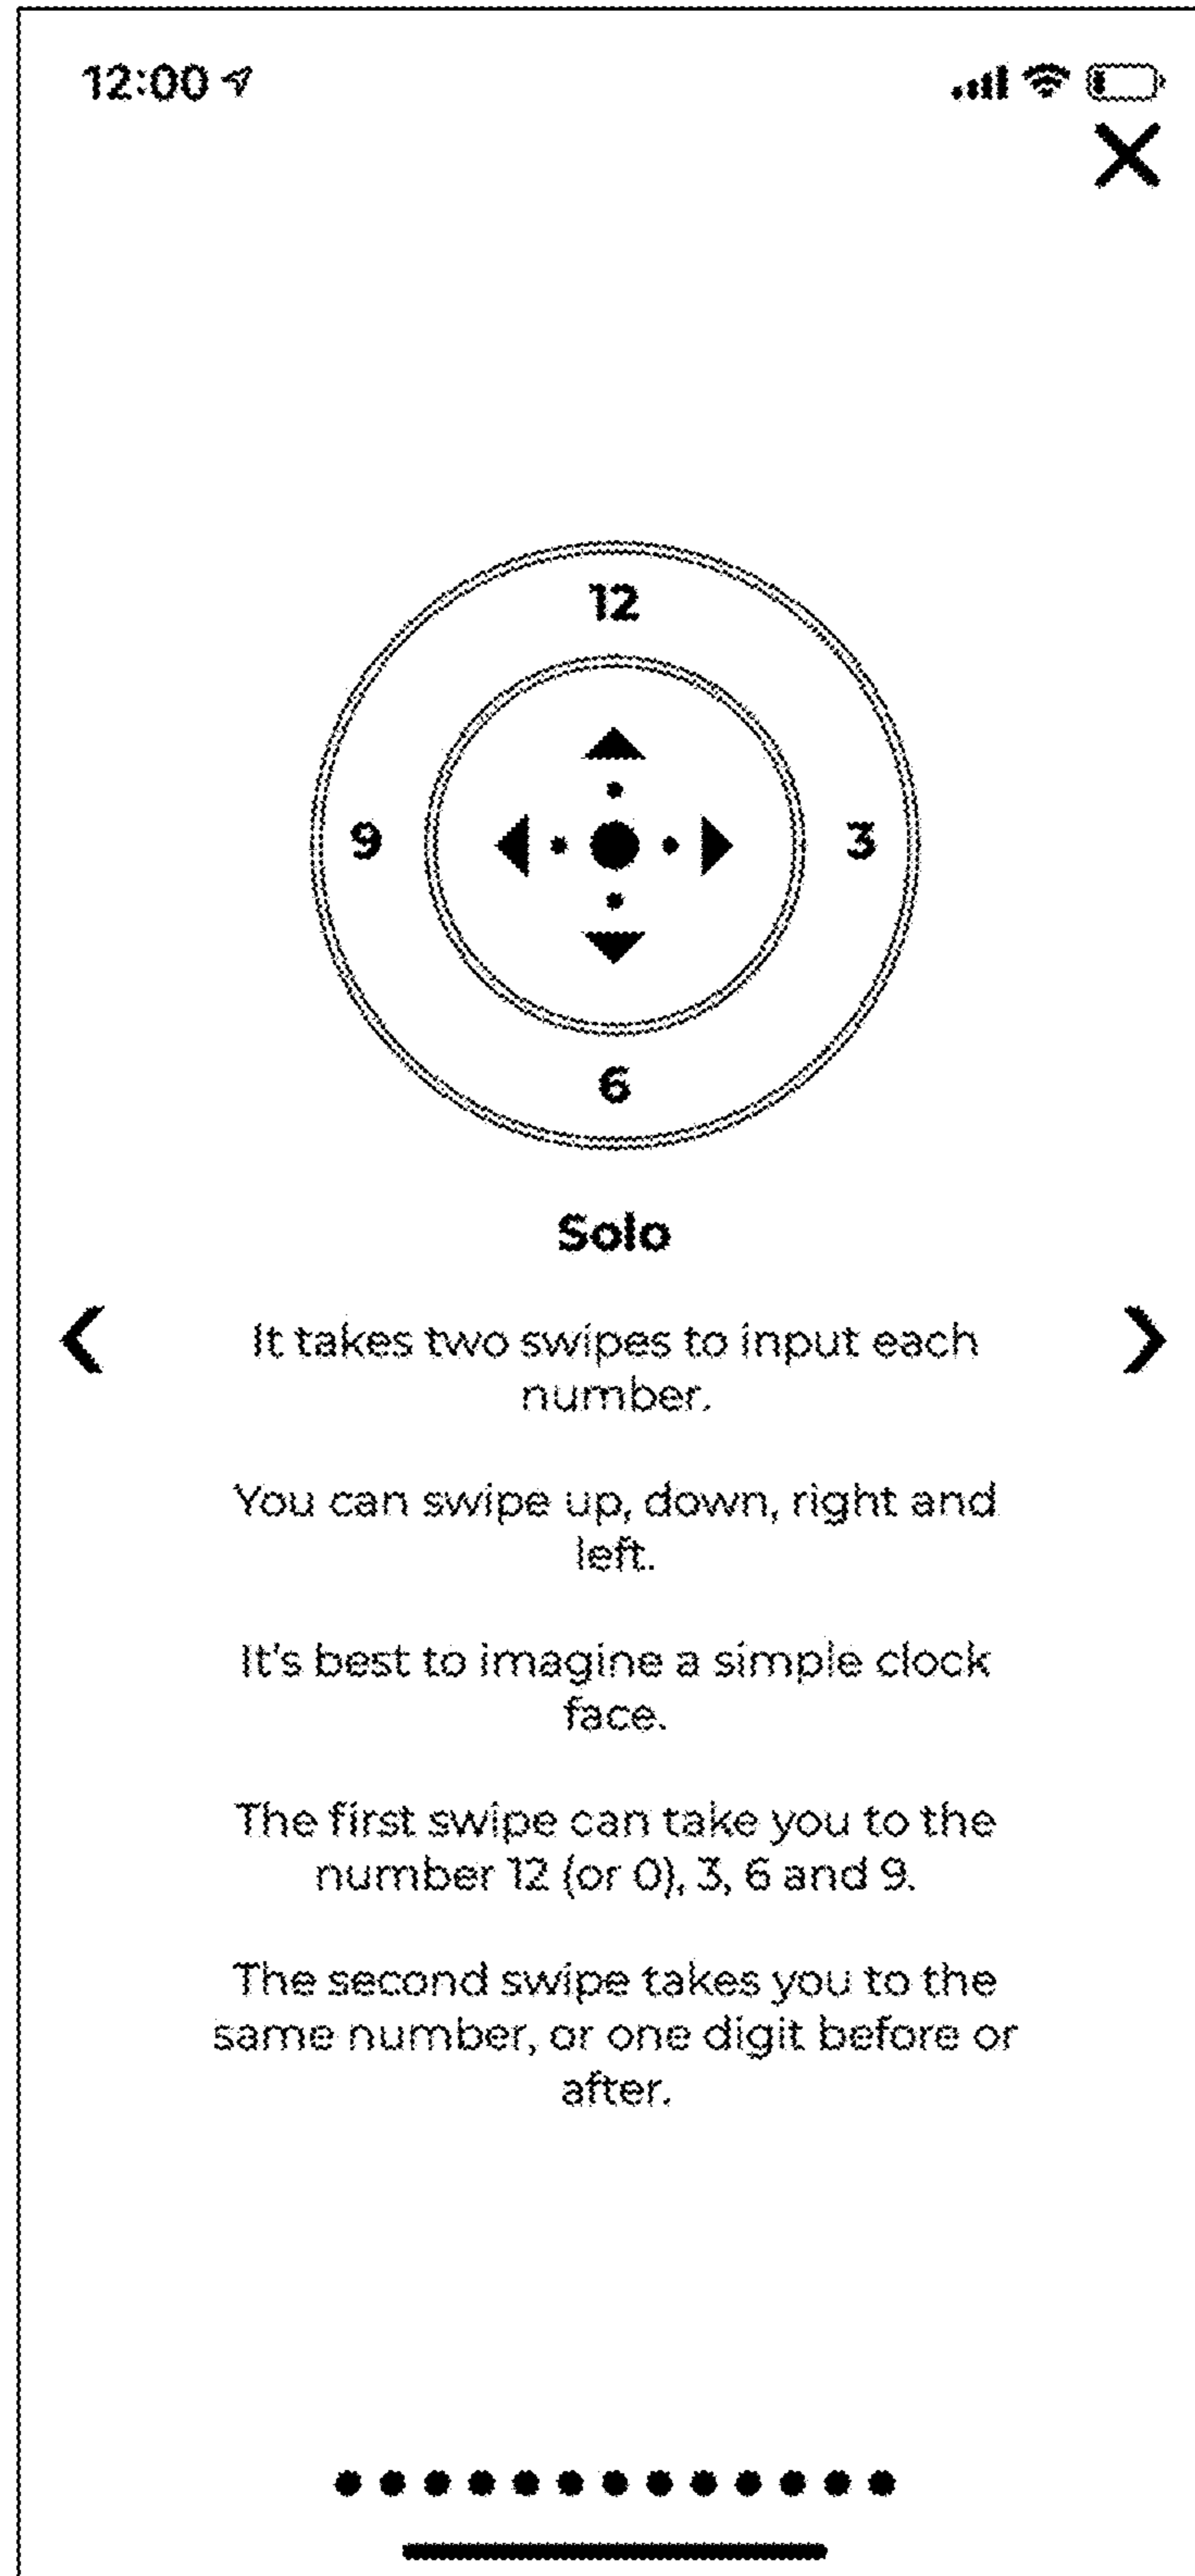 12:00
12
9
3
6
Solo
It takes two swipes to input each
number.
You can swipe up, down, right and
left.
It's best to imagine a simple clock
face.
The first swipe can take you to the
number 12 (or 0), 3, 6 and 9.
The second swipe takes you to the
same number, or one digit before or
after.